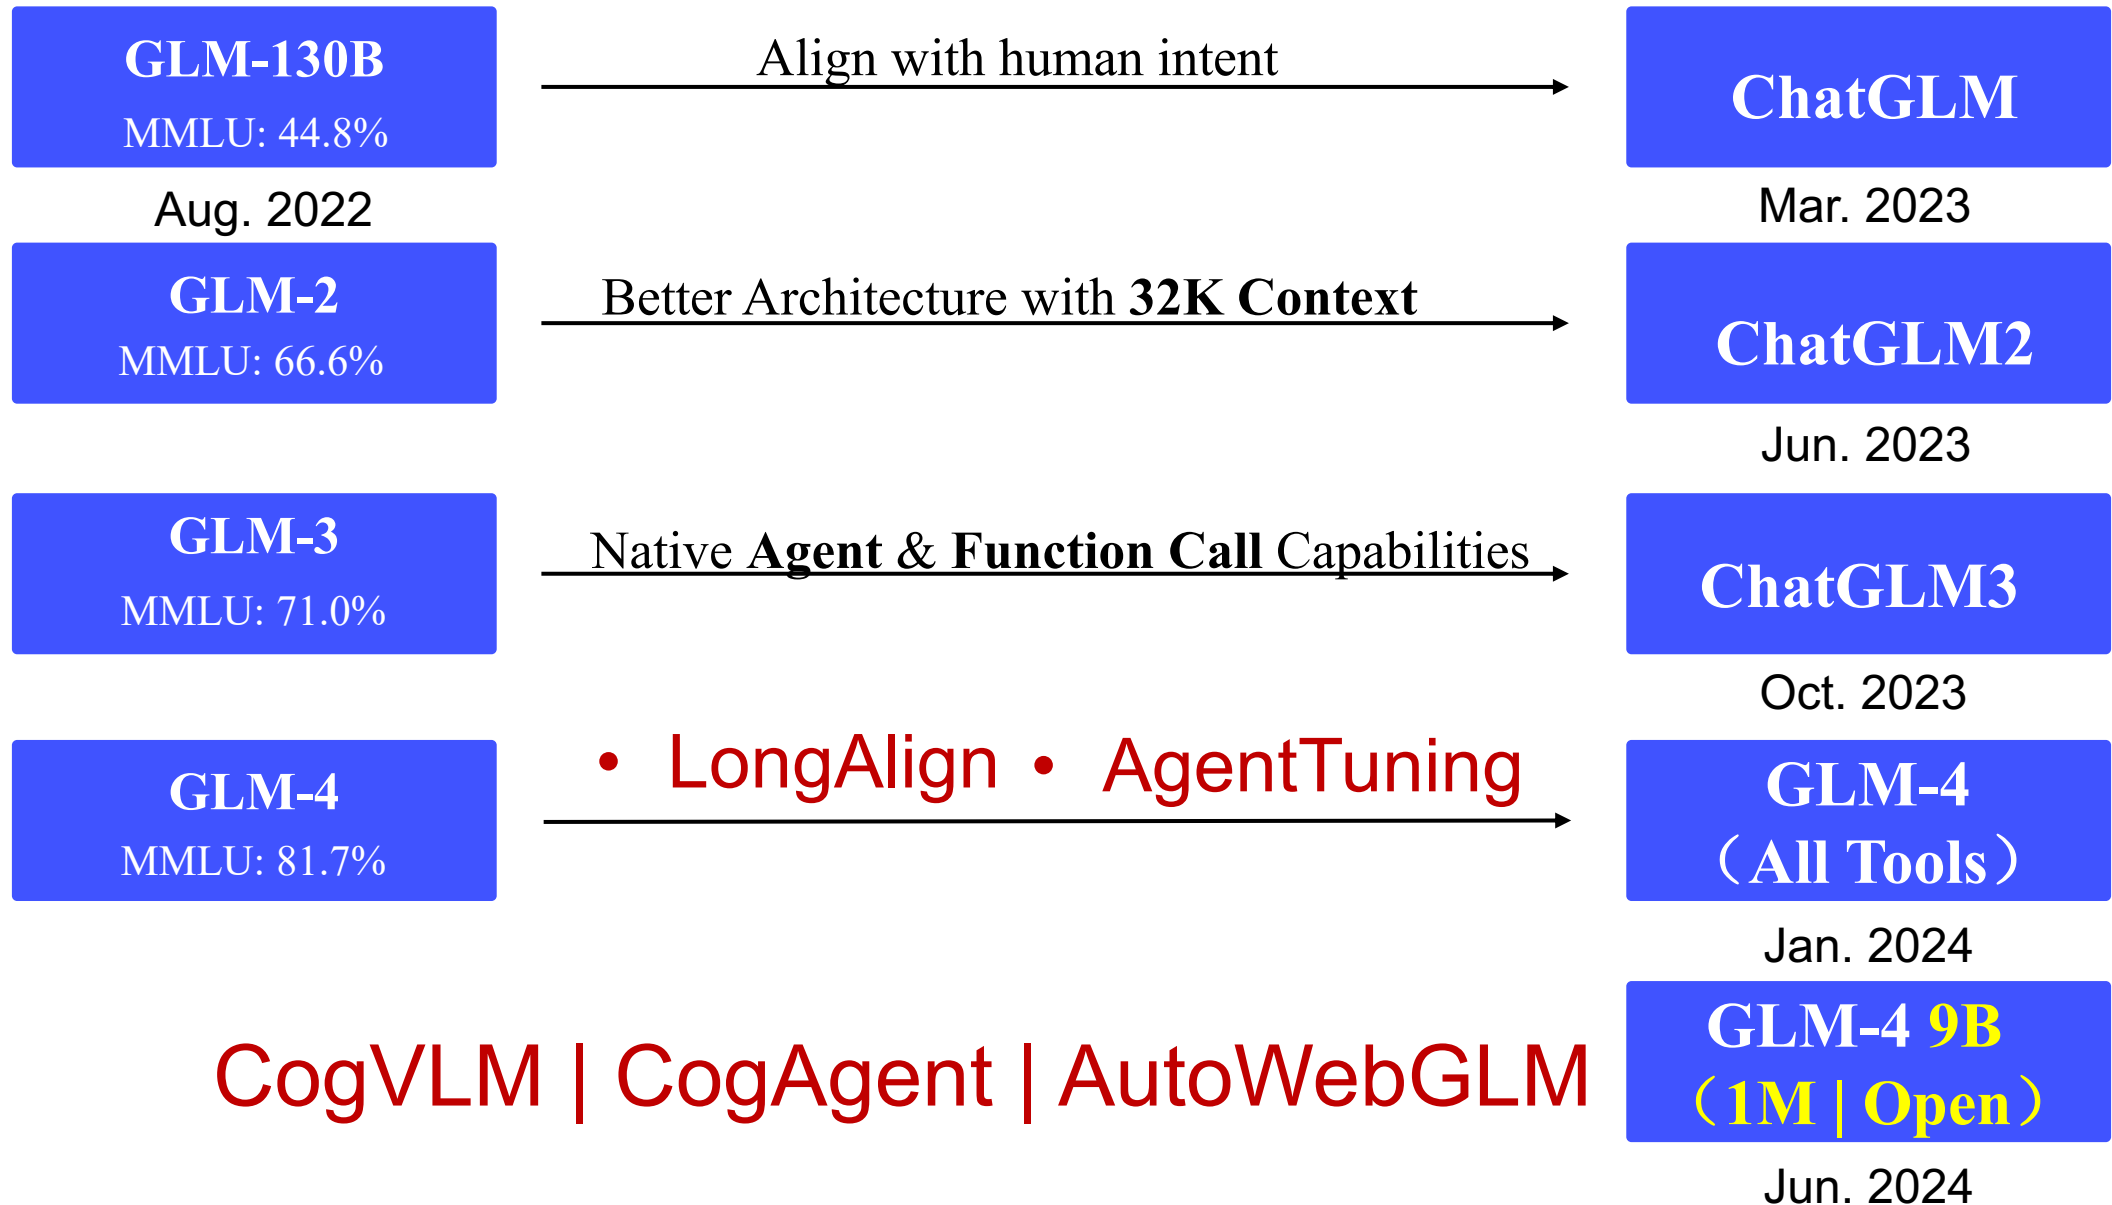 GLM-130B
MMLU: 44.8%
Aug. 2022
Align with human intent
ChatGLM
Mar. 2023
GLM-2
MMLU: 66.6%
Better Architecture with 32K Context
ChatGLM2
Jun. 2023
GLM-3
MMLU: 71.0%
Native Agent & Function Call Capabilities
ChatGLM3
Oct. 2023
GLM-4
MMLU: 81.7%
• LongAlign • AgentTuning
GLM-4
（All Tools）
Jan. 2024
CogVLM | CogAgent | AutoWebGLM
GLM-4 9B
（1M | Open）
Jun. 2024